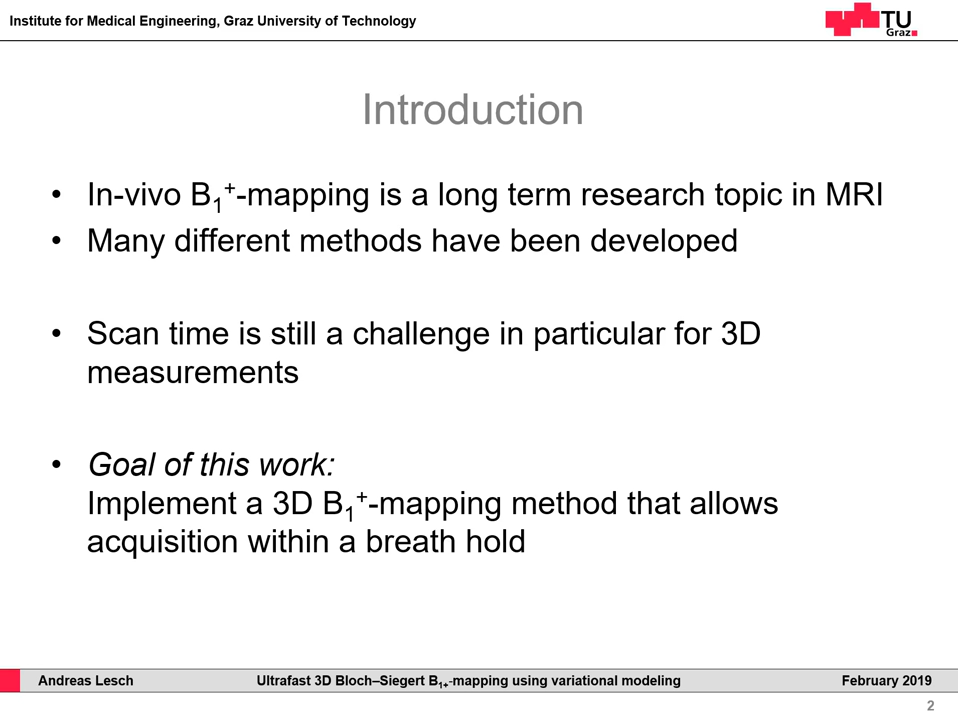 Institute for Medical Engineering, Graz University of Technology
TU
Graz
Introduction
• In-vivo B₁⁺-mapping is a long term research topic in MRI
• Many different methods have been developed
• Scan time is still a challenge in particular for 3D
measurements
• Goal of this work:
Implement a 3D B₁⁺-mapping method that allows
acquisition within a breath hold
Andreas Lesch Ultrafast 3D Bloch–Siegert B₁₊-mapping using variational modeling February 2019
2